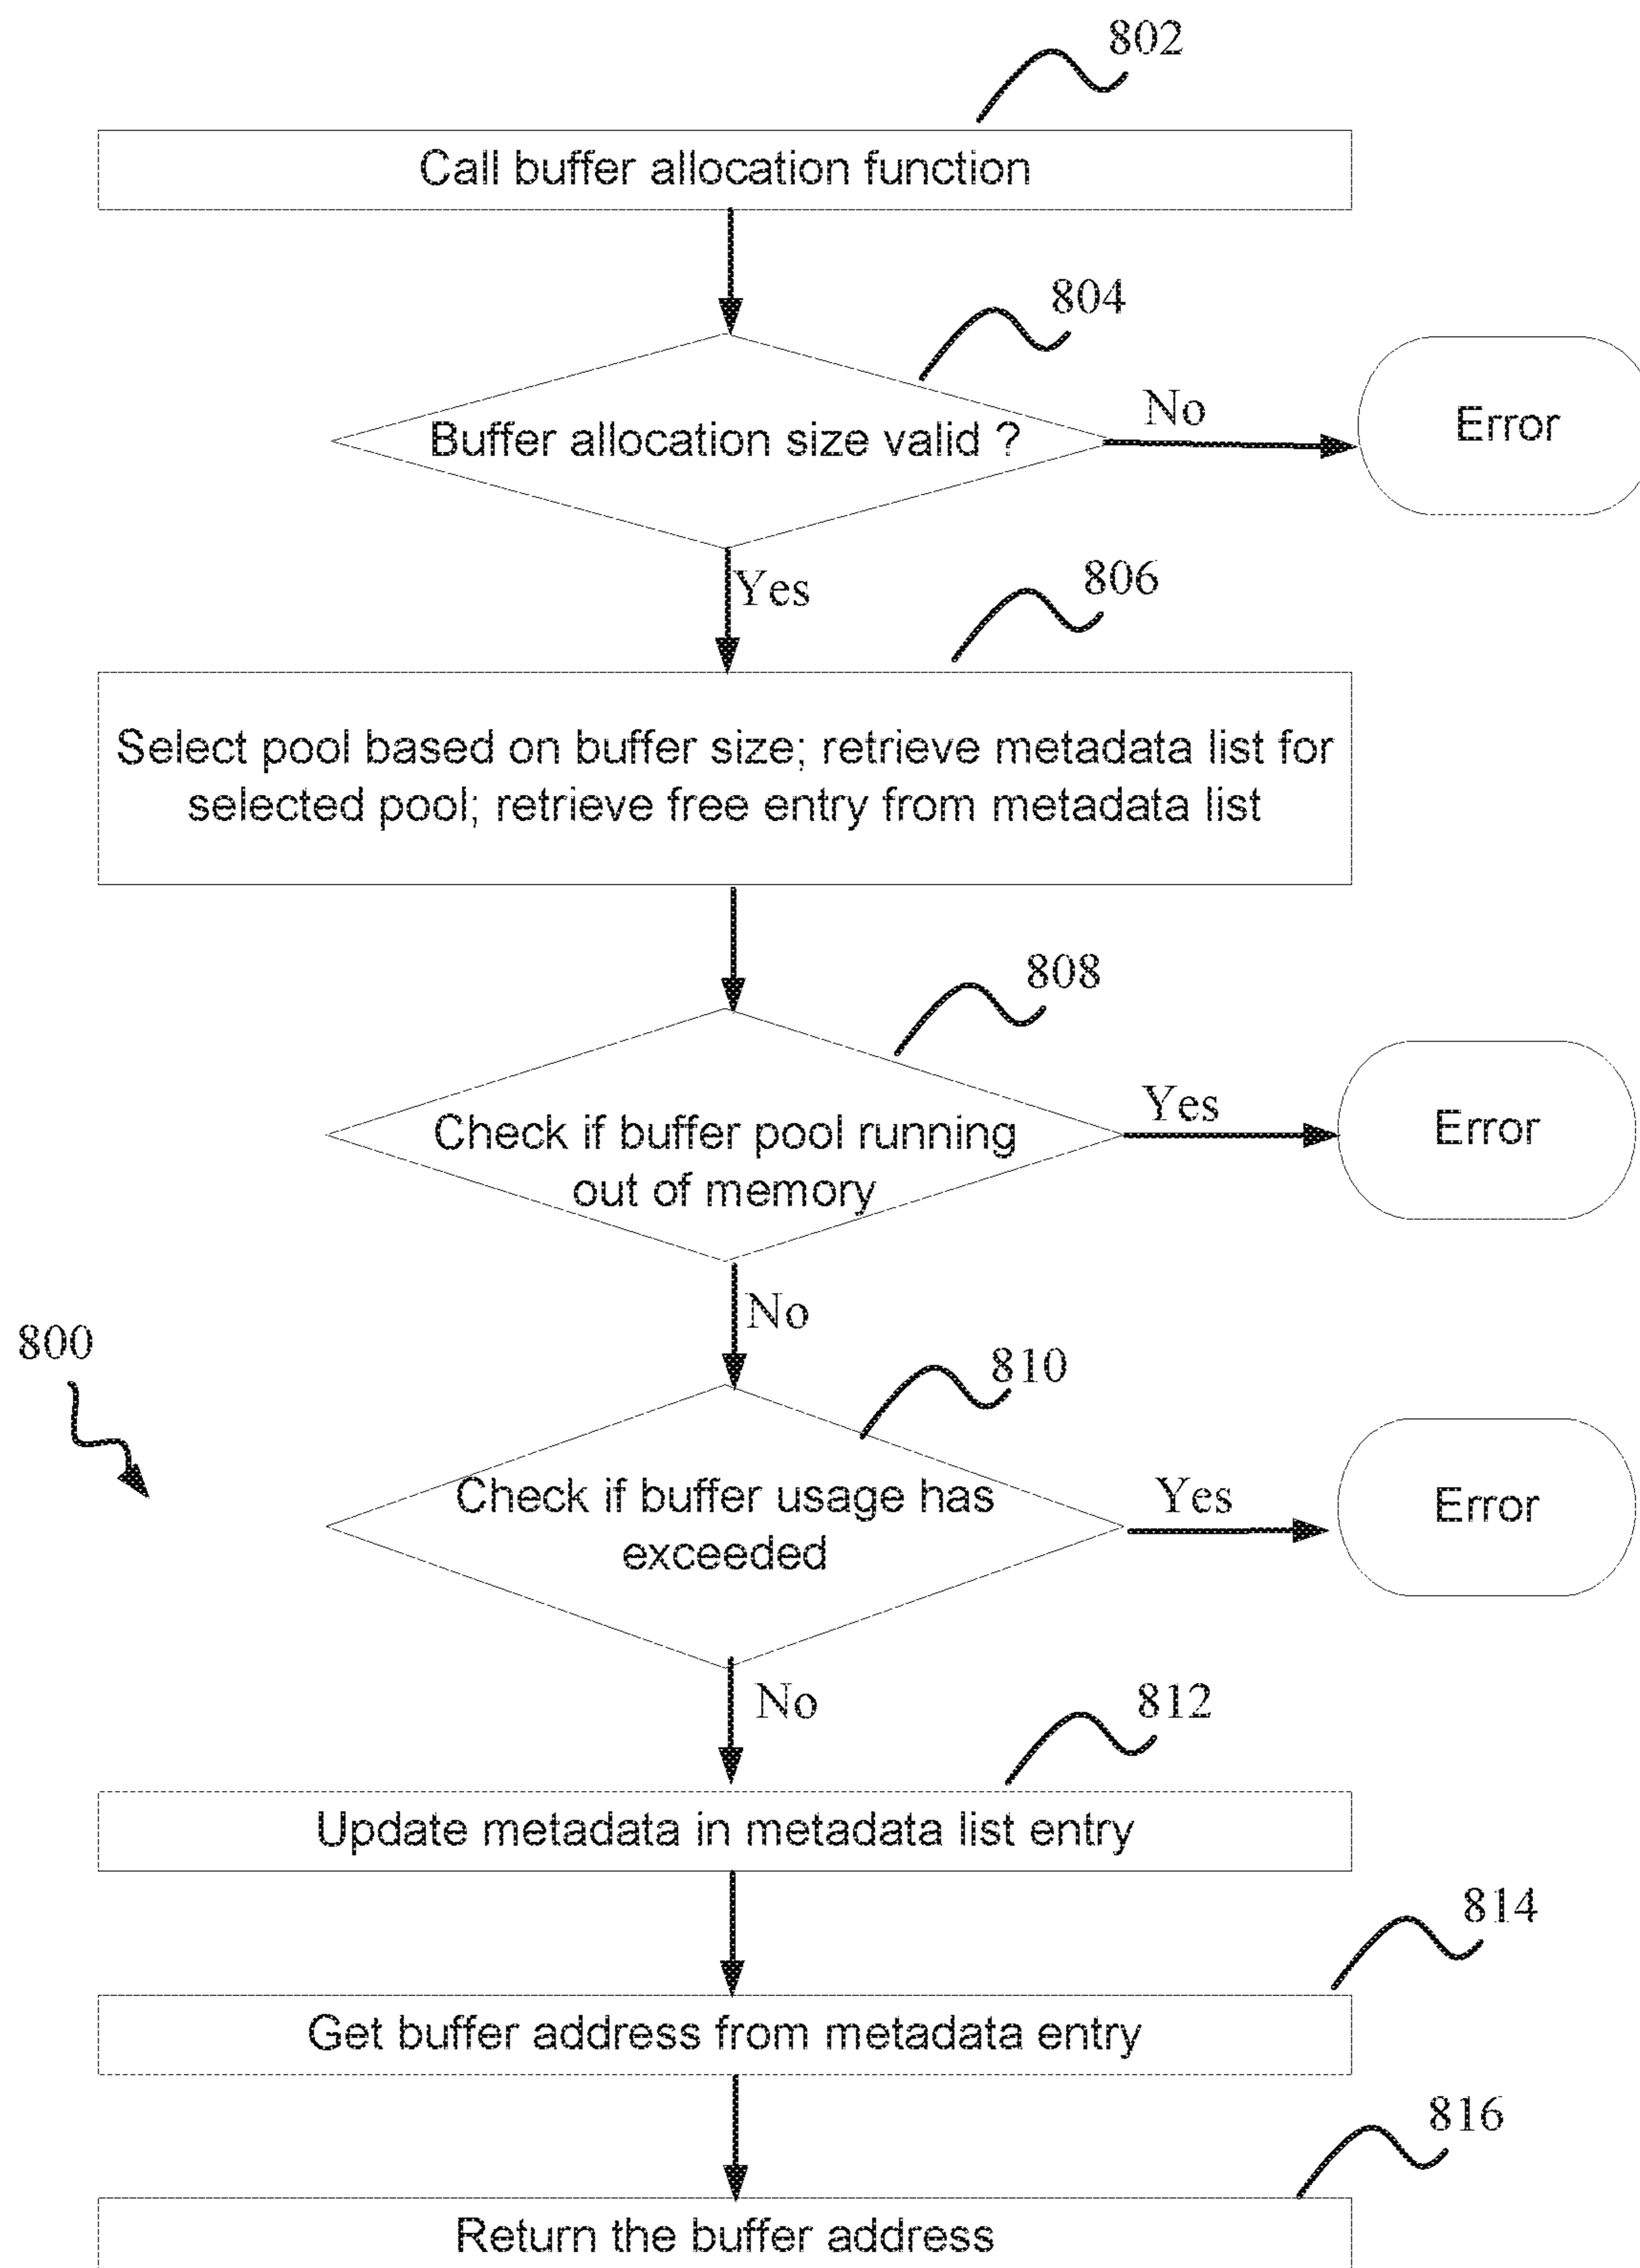 802
Call buffer allocation function
804
Buffer allocation size valid ?
No
Error
Yes
806
Select pool based on buffer size; retrieve metadata list for
selected pool; retrieve free entry from metadata list
808
Check if buffer pool running
out of memory
Yes
Error
No
800
810
Check if buffer usage has
exceeded
Yes
Error
No
812
Update metadata in metadata list entry
814
Get buffer address from metadata entry
816
Return the buffer address